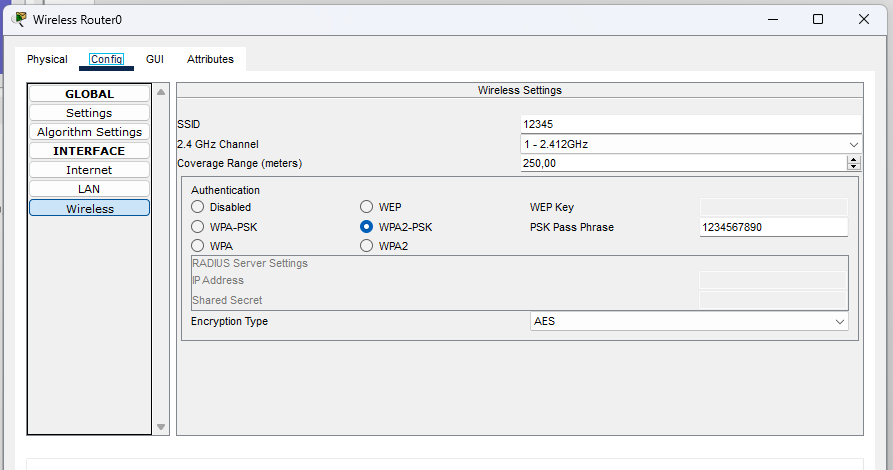 Wireless Router0
Physical Config GUI Attributes
GLOBAL
Settings
Algorithm Settings
INTERFACE
Internet
LAN
Wireless
Wireless Settings
SSID 12345
2.4 GHz Channel 1 - 2.412GHz
Coverage Range (meters) 250,00
Authentication
Disabled WEP WEP Key
WPA-PSK WPA2-PSK PSK Pass Phrase 1234567890
WPA WPA2
RADIUS Server Settings
IP Address
Shared Secret
Encryption Type AES